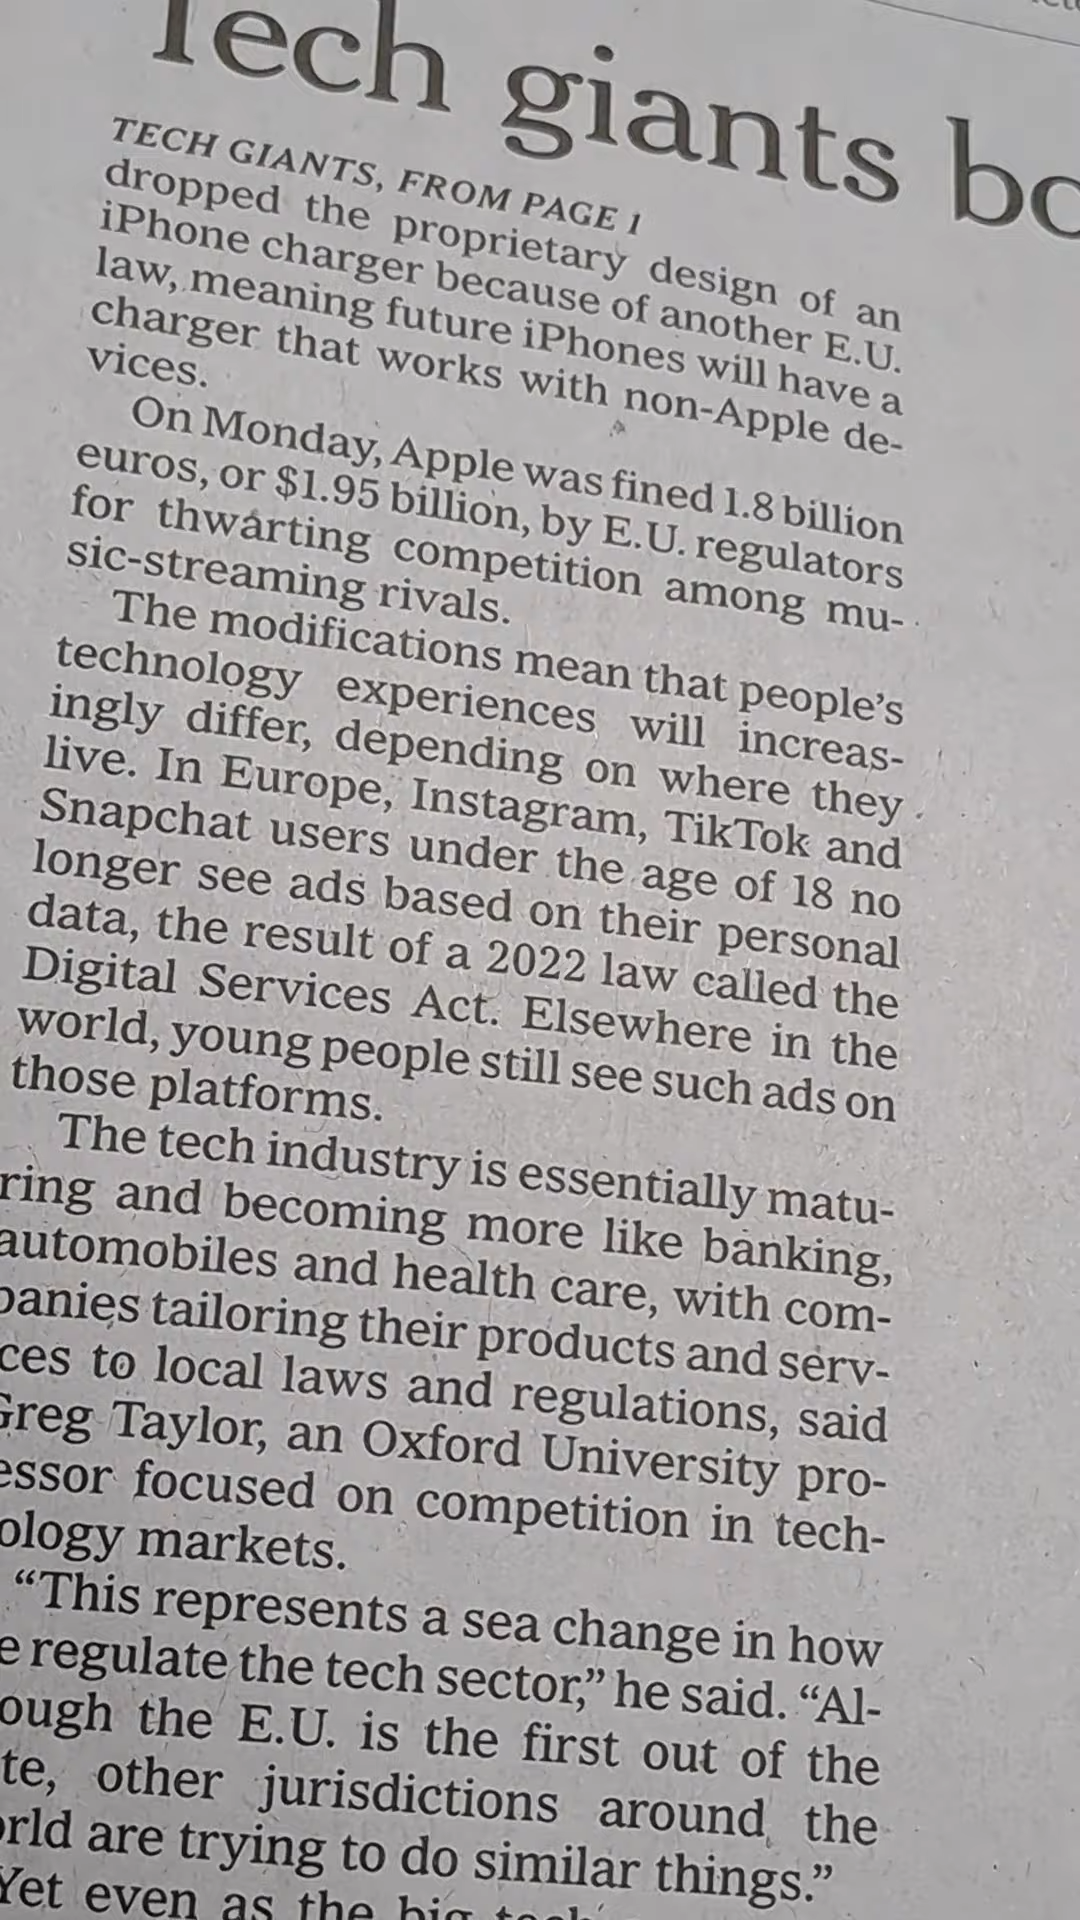 Tech giants bo
TECH GIANTS, FROM PAGE 1
dropped the proprietary design of an
iPhone charger because of another E.U.
law, meaning future iPhones will have a
charger that works with non-Apple de-
vices.
On Monday, Apple was fined 1.8 billion
euros, or $1.95 billion, by E.U. regulators
for thwarting competition among mu-
sic-streaming rivals.
The modifications mean that people's
technology experiences will increas-
ingly differ, depending on where they
live. In Europe, Instagram, TikTok and
Snapchat users under the age of 18 no
longer see ads based on their personal
data, the result of a 2022 law called the
Digital Services Act. Elsewhere in the
world, young people still see such ads on
those platforms.
The tech industry is essentially matu-
ring and becoming more like banking,
automobiles and health care, with com-
panies tailoring their products and serv-
ces to local laws and regulations, said
Greg Taylor, an Oxford University pro-
essor focused on competition in tech-
ology markets.
“This represents a sea change in how
e regulate the tech sector,” he said. “Al-
ough the E.U. is the first out of the
te, other jurisdictions around the
orld are trying to do similar things.”
Yet even as the big tech